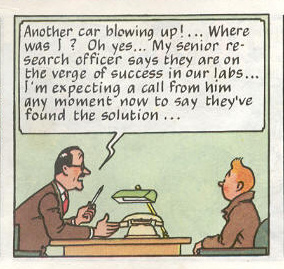 Another car blowing up!... Where
was I ? Oh yes... My senior re-
search officer says they are on
the verge of success in our labs...
I'm expecting a call from him
any moment now to say they've
found the solution ...